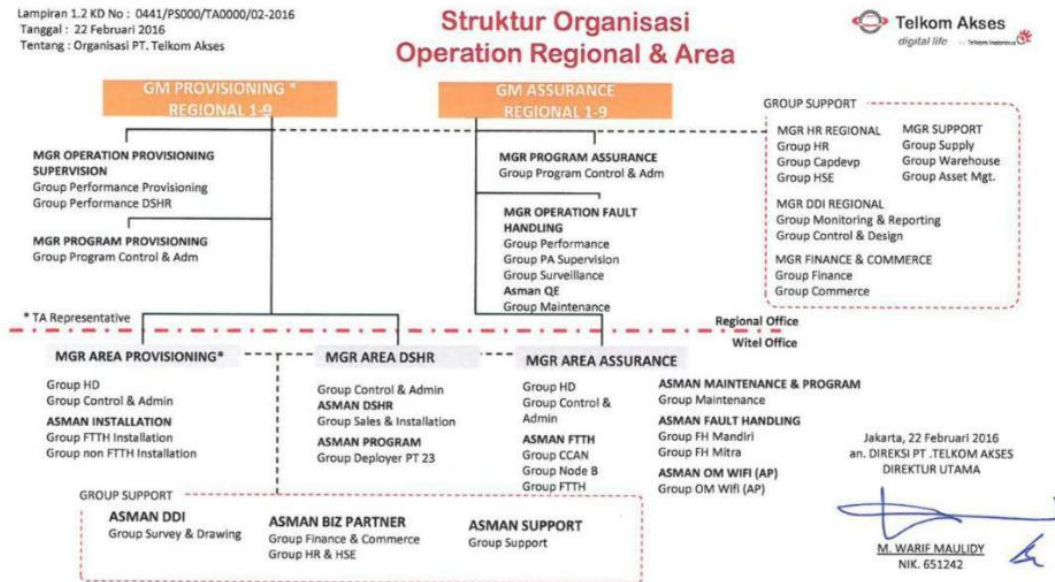 Lampiran 1.2 KD No : 0441/PS000/TA0000/02-2016
Tanggal : 22 Februari 2016
Tentang : Organisasi PT. Telkom Akses
Struktur Organisasi
Operation Regional & Area
Telkom Akses
digital life
Telkom Indonesia
GM PROVISIONING *
REGIONAL 1-9
GM ASSURANCE
REGIONAL 1-9
MGR OPERATION PROVISIONING
SUPERVISION
Group Performance Provisioning
Group Performance DSHR
MGR PROGRAM PROVISIONING
Group Program Control & Adm
MGR PROGRAM ASSURANCE
Group Program Control & Adm
MGR OPERATION FAULT
HANDLING
Group Performance
Group PA Supervision
Group Surveillance
Asman QE
Group Maintenance
GROUP SUPPORT
MGR HR REGIONAL
Group HR
Group Capdevp
Group HSE
MGR SUPPORT
Group Supply
Group Warehouse
Group Asset Mgt.
MGR DDI REGIONAL
Group Monitoring & Reporting
Group Control & Design
MGR FINANCE & COMMERCE
Group Finance
Group Commerce
* TA Representative
Regional Office
Witel Office
MGR AREA PROVISIONING*
Group HD
Group Control & Admin
ASMAN INSTALLATION
Group FTTH Installation
Group non FTTH Installation
MGR AREA DSHR
Group Control & Admin
ASMAN DSHR
Group Sales & Installation
ASMAN PROGRAM
Group Deployer PT 23
MGR AREA ASSURANCE
Group HD
Group Control &
Admin
ASMAN FTTH
Group CCAN
Group Node B
Group FTTH
ASMAN MAINTENANCE & PROGRAM
Group Maintenance
ASMAN FAULT HANDLING
Group FH Mandiri
Group FH Mitra
ASMAN OM WIFI (AP)
Group OM Wifi (AP)
GROUP SUPPORT
ASMAN DDI
Group Survey & Drawing
ASMAN BIZ PARTNER
Group Finance & Commerce
Group HR & HSE
ASMAN SUPPORT
Group Support
Jakarta, 22 Februari 2016
an. DIREKSI PT .TELKOM AKSES
DIREKTUR UTAMA
M. WARIF MAULIDY
NIK. 651242